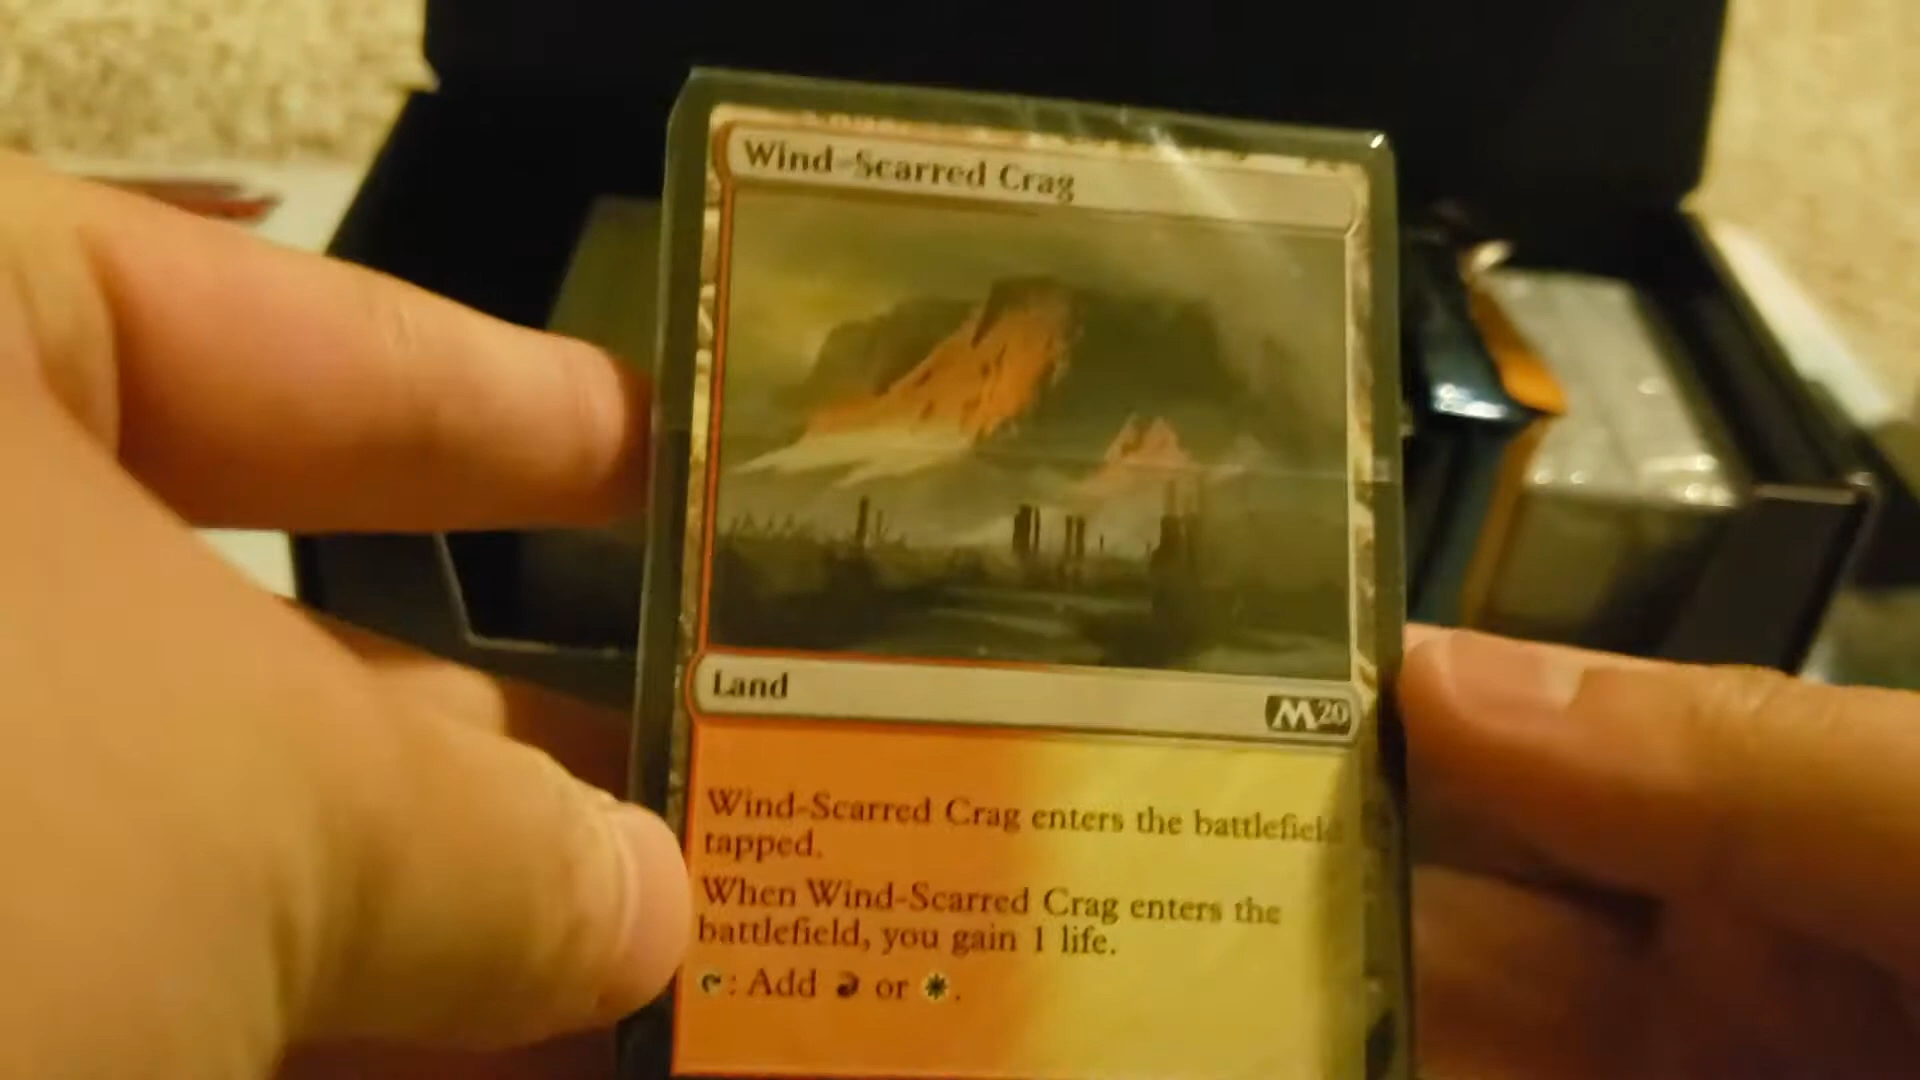 Wind-Scarred Crag
Land
M20
Wind-Scarred Crag enters the battlefield
tapped.
When Wind-Scarred Crag enters the
battlefield, you gain 1 life.
: Add or .